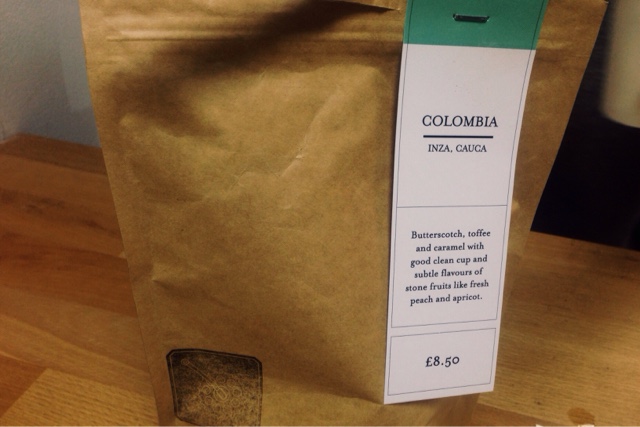 COLOMBIA
INZA, CAUCA
Butterscotch, toffee
and caramel with
good clean cup and
subtle flavours of
stone fruits like fresh
peach and apricot.
£8.50